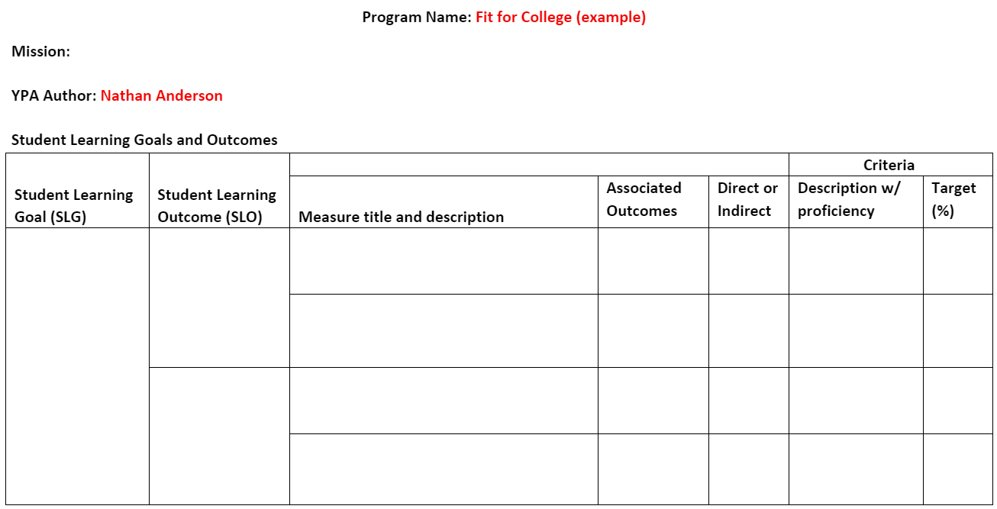 Program Name: Fit for College (example)
Mission:
YPA Author: Nathan Anderson
Student Learning Goals and Outcomes
Criteria
Student Learning
Goal (SLG)
Student Learning
Outcome (SLO)
Measure title and description
Associated
Outcomes
Direct or
Indirect
Description w/
proficiency
Target
(%)